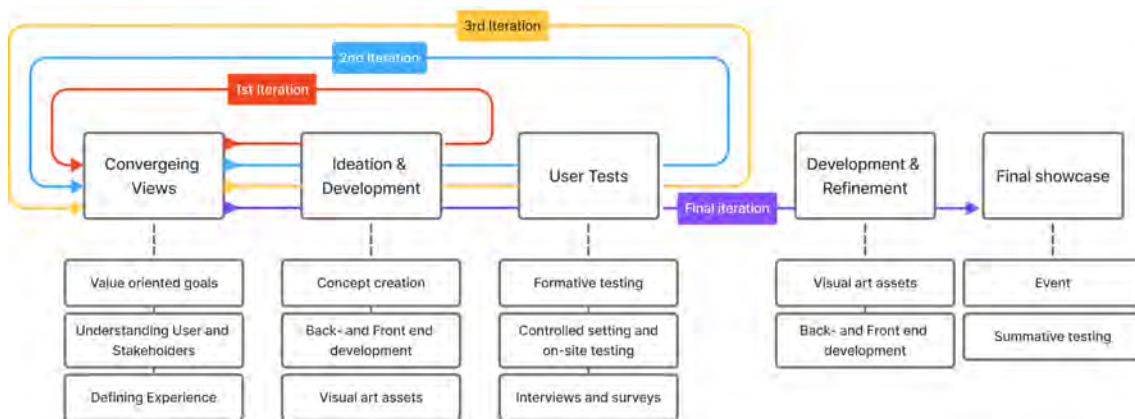 3rd Iteration
2nd Iteration
1st Iteration
Convergeing
Views
Ideation &
Development
User Tests
Development &
Refinement
Final showcase
Final iteration
Value oriented goals
Understanding User and
Stakeholders
Defining Experience
Concept creation
Back- and Front end
development
Visual art assets
Formative testing
Controlled setting and
on-site testing
Interviews and surveys
Visual art assets
Back- and Front end
development
Event
Summative testing